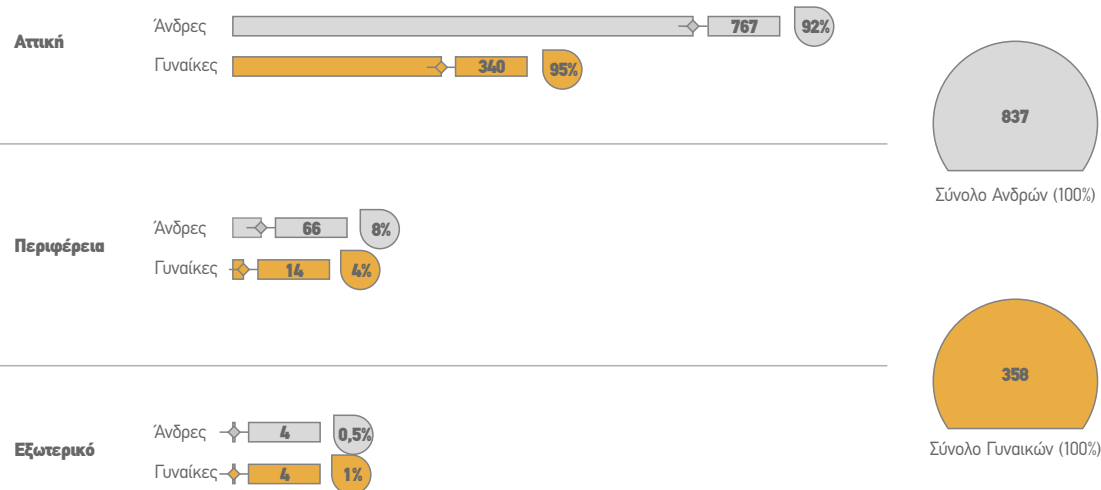 Αττική
Άνδρες 767 92%
Γυναίκες 340 95%
837
Σύνολο Ανδρών (100%)
Περιφέρεια
Άνδρες 66 8%
Γυναίκες 14 4%
358
Σύνολο Γυναικών (100%)
Εξωτερικό
Άνδρες 4 0,5%
Γυναίκες 4 1%